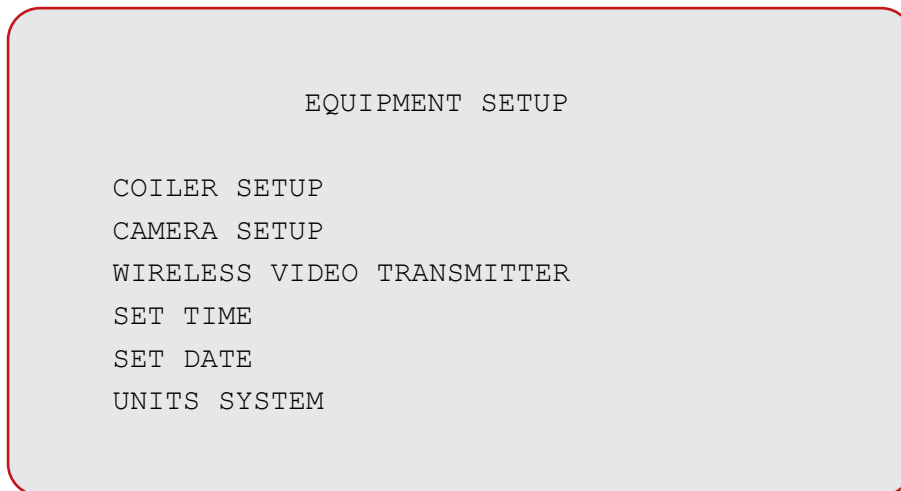 EQUIPMENT SETUP
COILER SETUP
CAMERA SETUP
WIRELESS VIDEO TRANSMITTER
SET TIME
SET DATE
UNITS SYSTEM